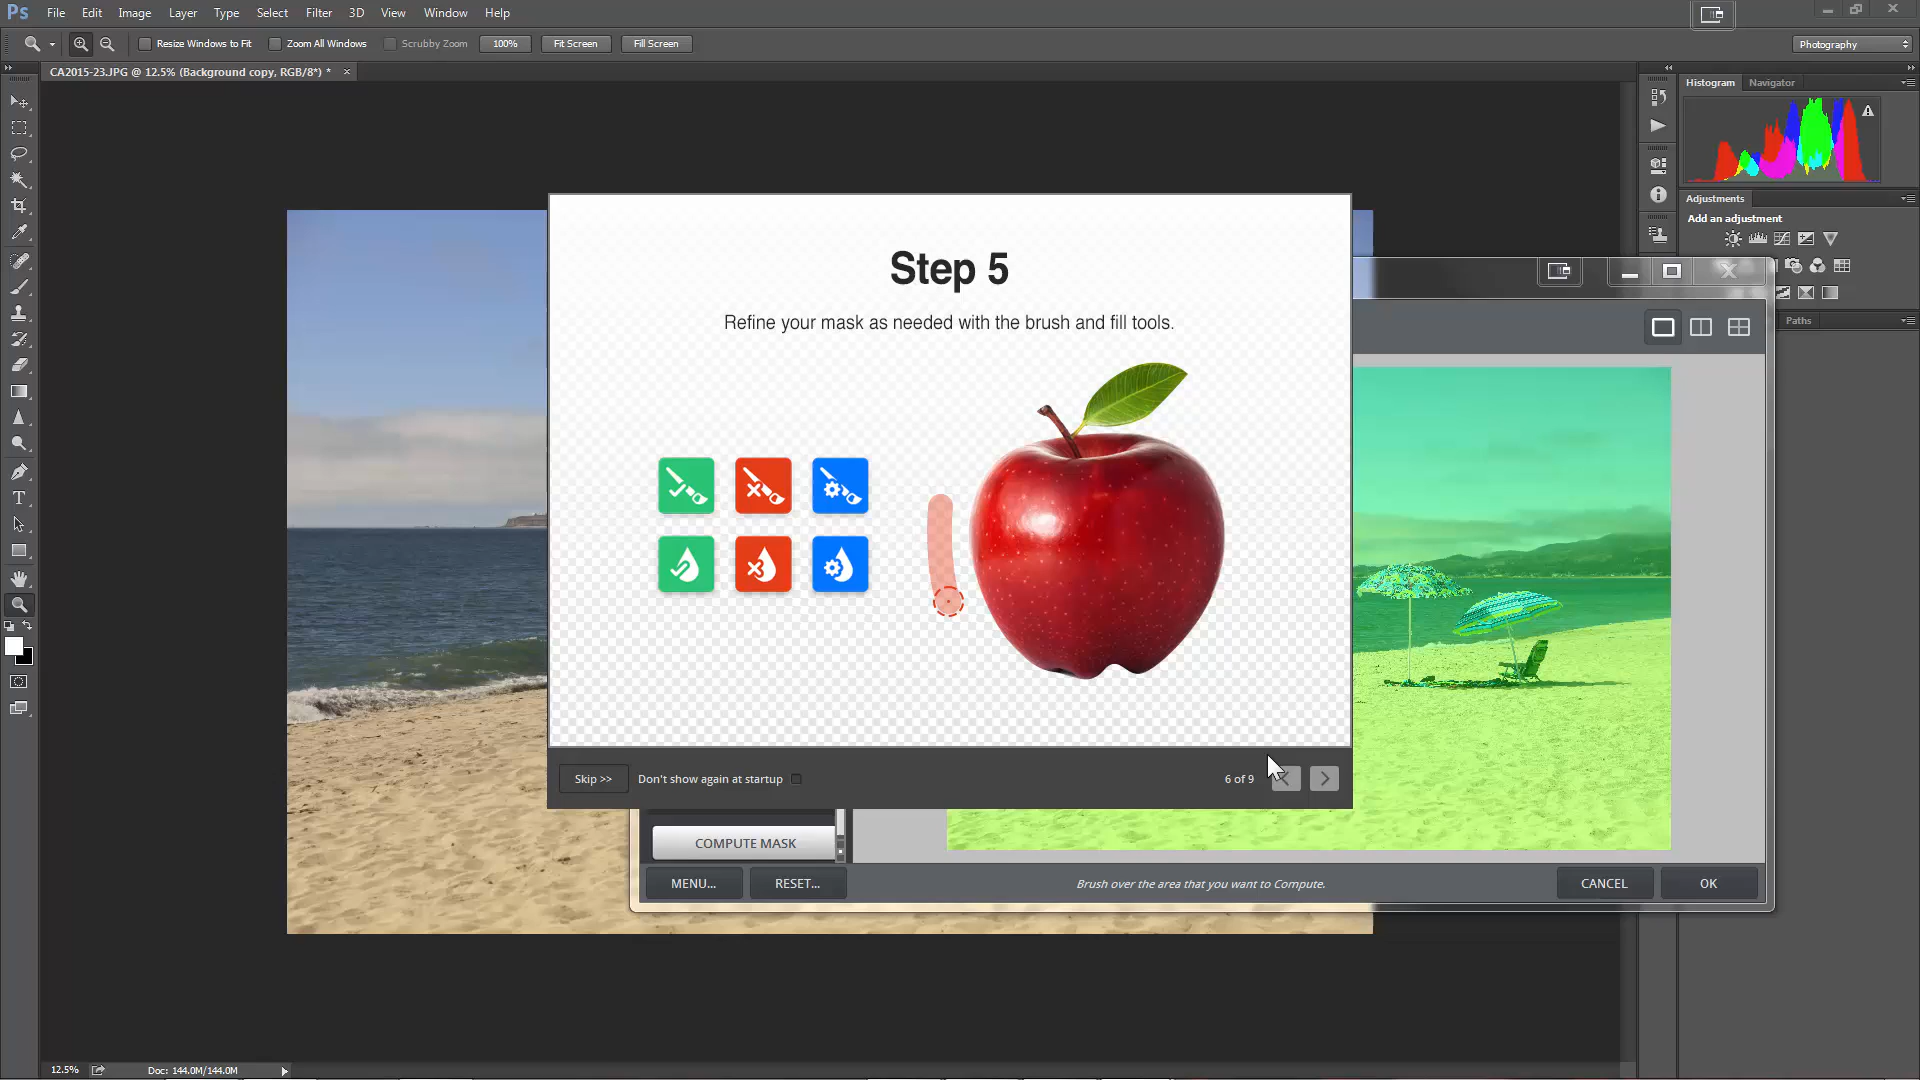 Ps File Edit Image Layer Type Select Filter 3D View Window Help
Resize Windows to Fit Zoom All Windows Scrubby Zoom 100% Fit Screen Fill Screen Photography
CA2015-23.JPG @ 12.5% (Background copy, RGB/8*) * ×
Histogram Navigator
Adjustments
Add an adjustment
Paths
Step 5
Refine your mask as needed with the brush and fill tools.
Skip >> Don't show again at startup 6 of 9
COMPUTE MASK
MENU... RESET... Brush over the area that you want to Compute. CANCEL OK
12.5% Doc: 144.0M/144.0M